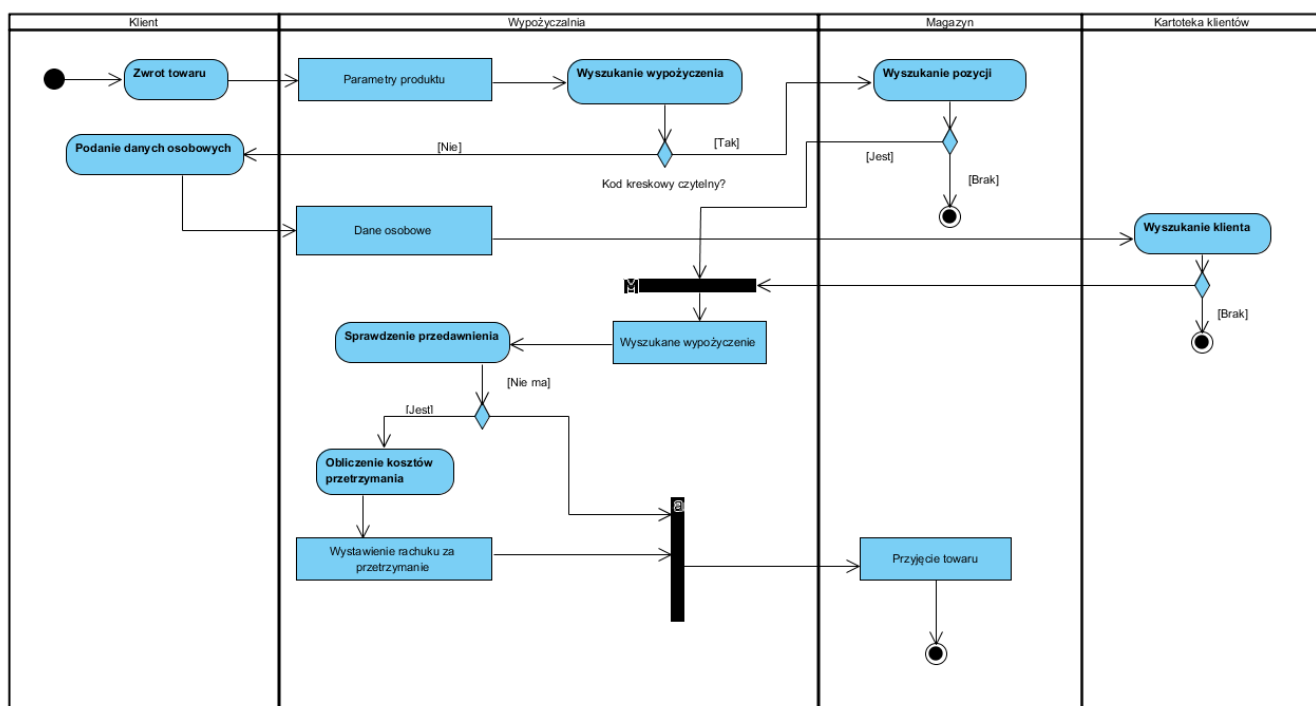 Klient
Wypożyczalnia
Magazyn
Kartoteka klientów
Zwrot towaru
Parametry produktu
Wyszukanie wypożyczenia
Wyszukanie pozycji
Podanie danych osobowych
[Nie]
[Tak]
[Jest]
Kod kreskowy czytelny?
[Brak]
Dane osobowe
Wyszukanie klienta
[Brak]
Sprawdzenie przedawnienia
Wyszukane wypożyczenie
[Nie ma]
[Jest]
Obliczenie kosztów
przetrzymania
Wystawienie rachuku za
przetrzymanie
Przyjęcie towaru